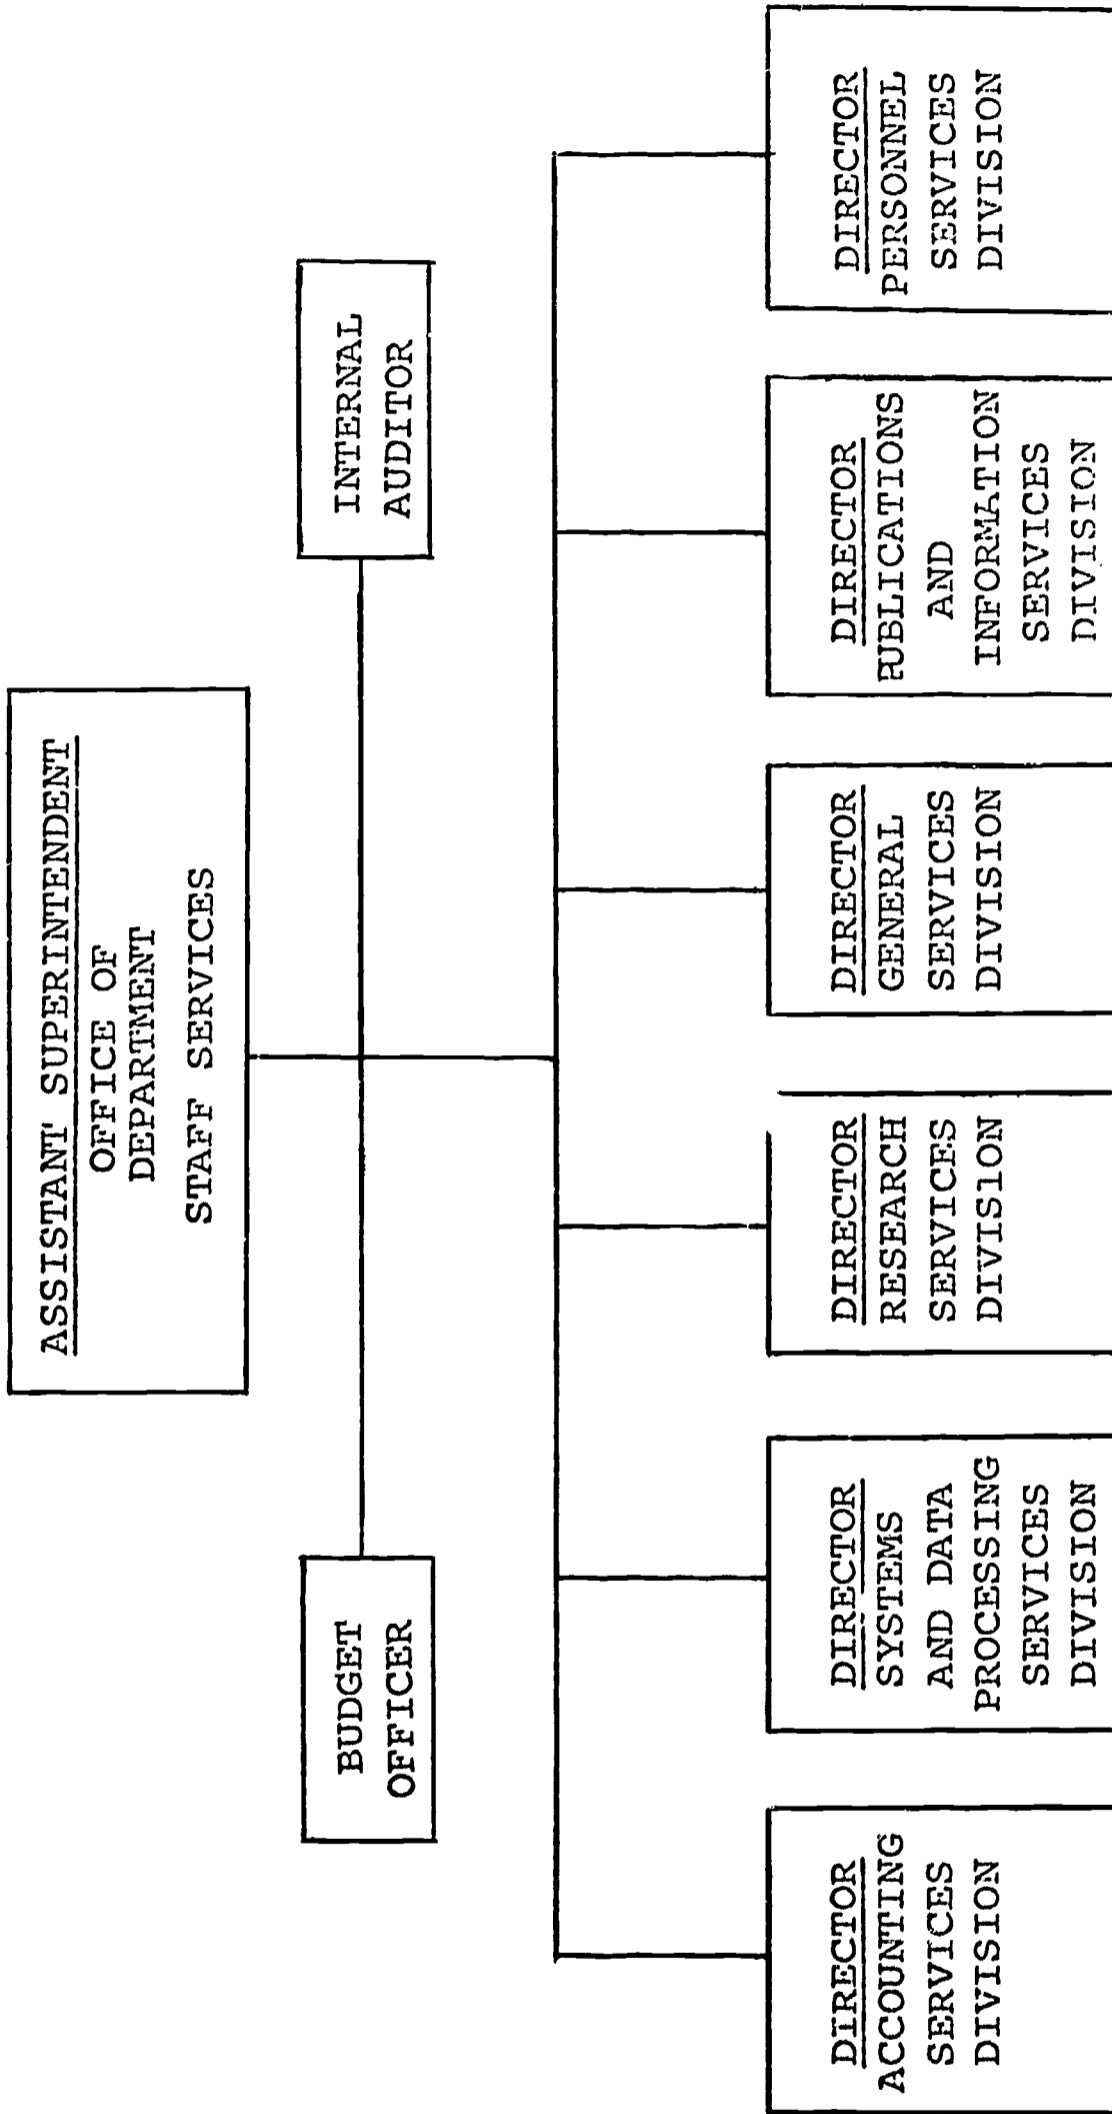 ASSISTANT SUPERINTENDENT
OFFICE OF
DEPARTMENT
STAFF SERVICES
BUDGET
OFFICER
INTERNAL
AUDITOR
DIRECTOR
ACCOUNTING
SERVICES
DIVISION
DIRECTOR
SYSTEMS
AND DATA
PROCESSING
SERVICES
DIVISION
DIRECTOR
RESEARCH
SERVICES
DIVISION
DIRECTOR
GENERAL
SERVICES
DIVISION
DIRECTOR
PUBLICATIONS
AND
INFORMATION
SERVICES
DIVISION
DIRECTOR
PERSONNEL
SERVICES
DIVISION